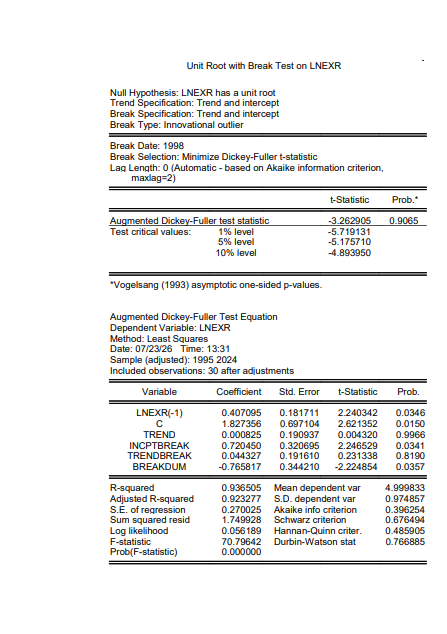 Unit Root with Break Test on LNEXR
Null Hypothesis: LNEXR has a unit root
Trend Specification: Trend and intercept
Break Specification: Trend and intercept
Break Type: Innovational outlier
Break Date: 1998
Break Selection: Minimize Dickey-Fuller t-statistic
Lag Length: 0 (Automatic - based on Akaike information criterion,
maxlag=2)
t-Statistic Prob.*
Augmented Dickey-Fuller test statistic -3.262905 0.9065
Test critical values: 1% level -5.719131
5% level -5.175710
10% level -4.893950
*Vogelsang (1993) asymptotic one-sided p-values.
Augmented Dickey-Fuller Test Equation
Dependent Variable: LNEXR
Method: Least Squares
Date: 07/23/26 Time: 13:31
Sample (adjusted): 1995 2024
Included observations: 30 after adjustments
Variable Coefficient Std. Error t-Statistic Prob.
LNEXR(-1) 0.407095 0.181711 2.240342 0.0346
C 1.827356 0.697104 2.621352 0.0150
TREND 0.000825 0.190937 0.004320 0.9966
INCPTBREAK 0.720450 0.320695 2.246529 0.0341
TRENDBREAK 0.044327 0.191610 0.231338 0.8190
BREAKDUM -0.765817 0.344210 -2.224854 0.0357
R-squared 0.936505 Mean dependent var 4.999833
Adjusted R-squared 0.923277 S.D. dependent var 0.974857
S.E. of regression 0.270025 Akaike info criterion 0.396254
Sum squared resid 1.749928 Schwarz criterion 0.676494
Log likelihood 0.056189 Hannan-Quinn criter. 0.485905
F-statistic 70.79642 Durbin-Watson stat 0.766885
Prob(F-statistic) 0.000000